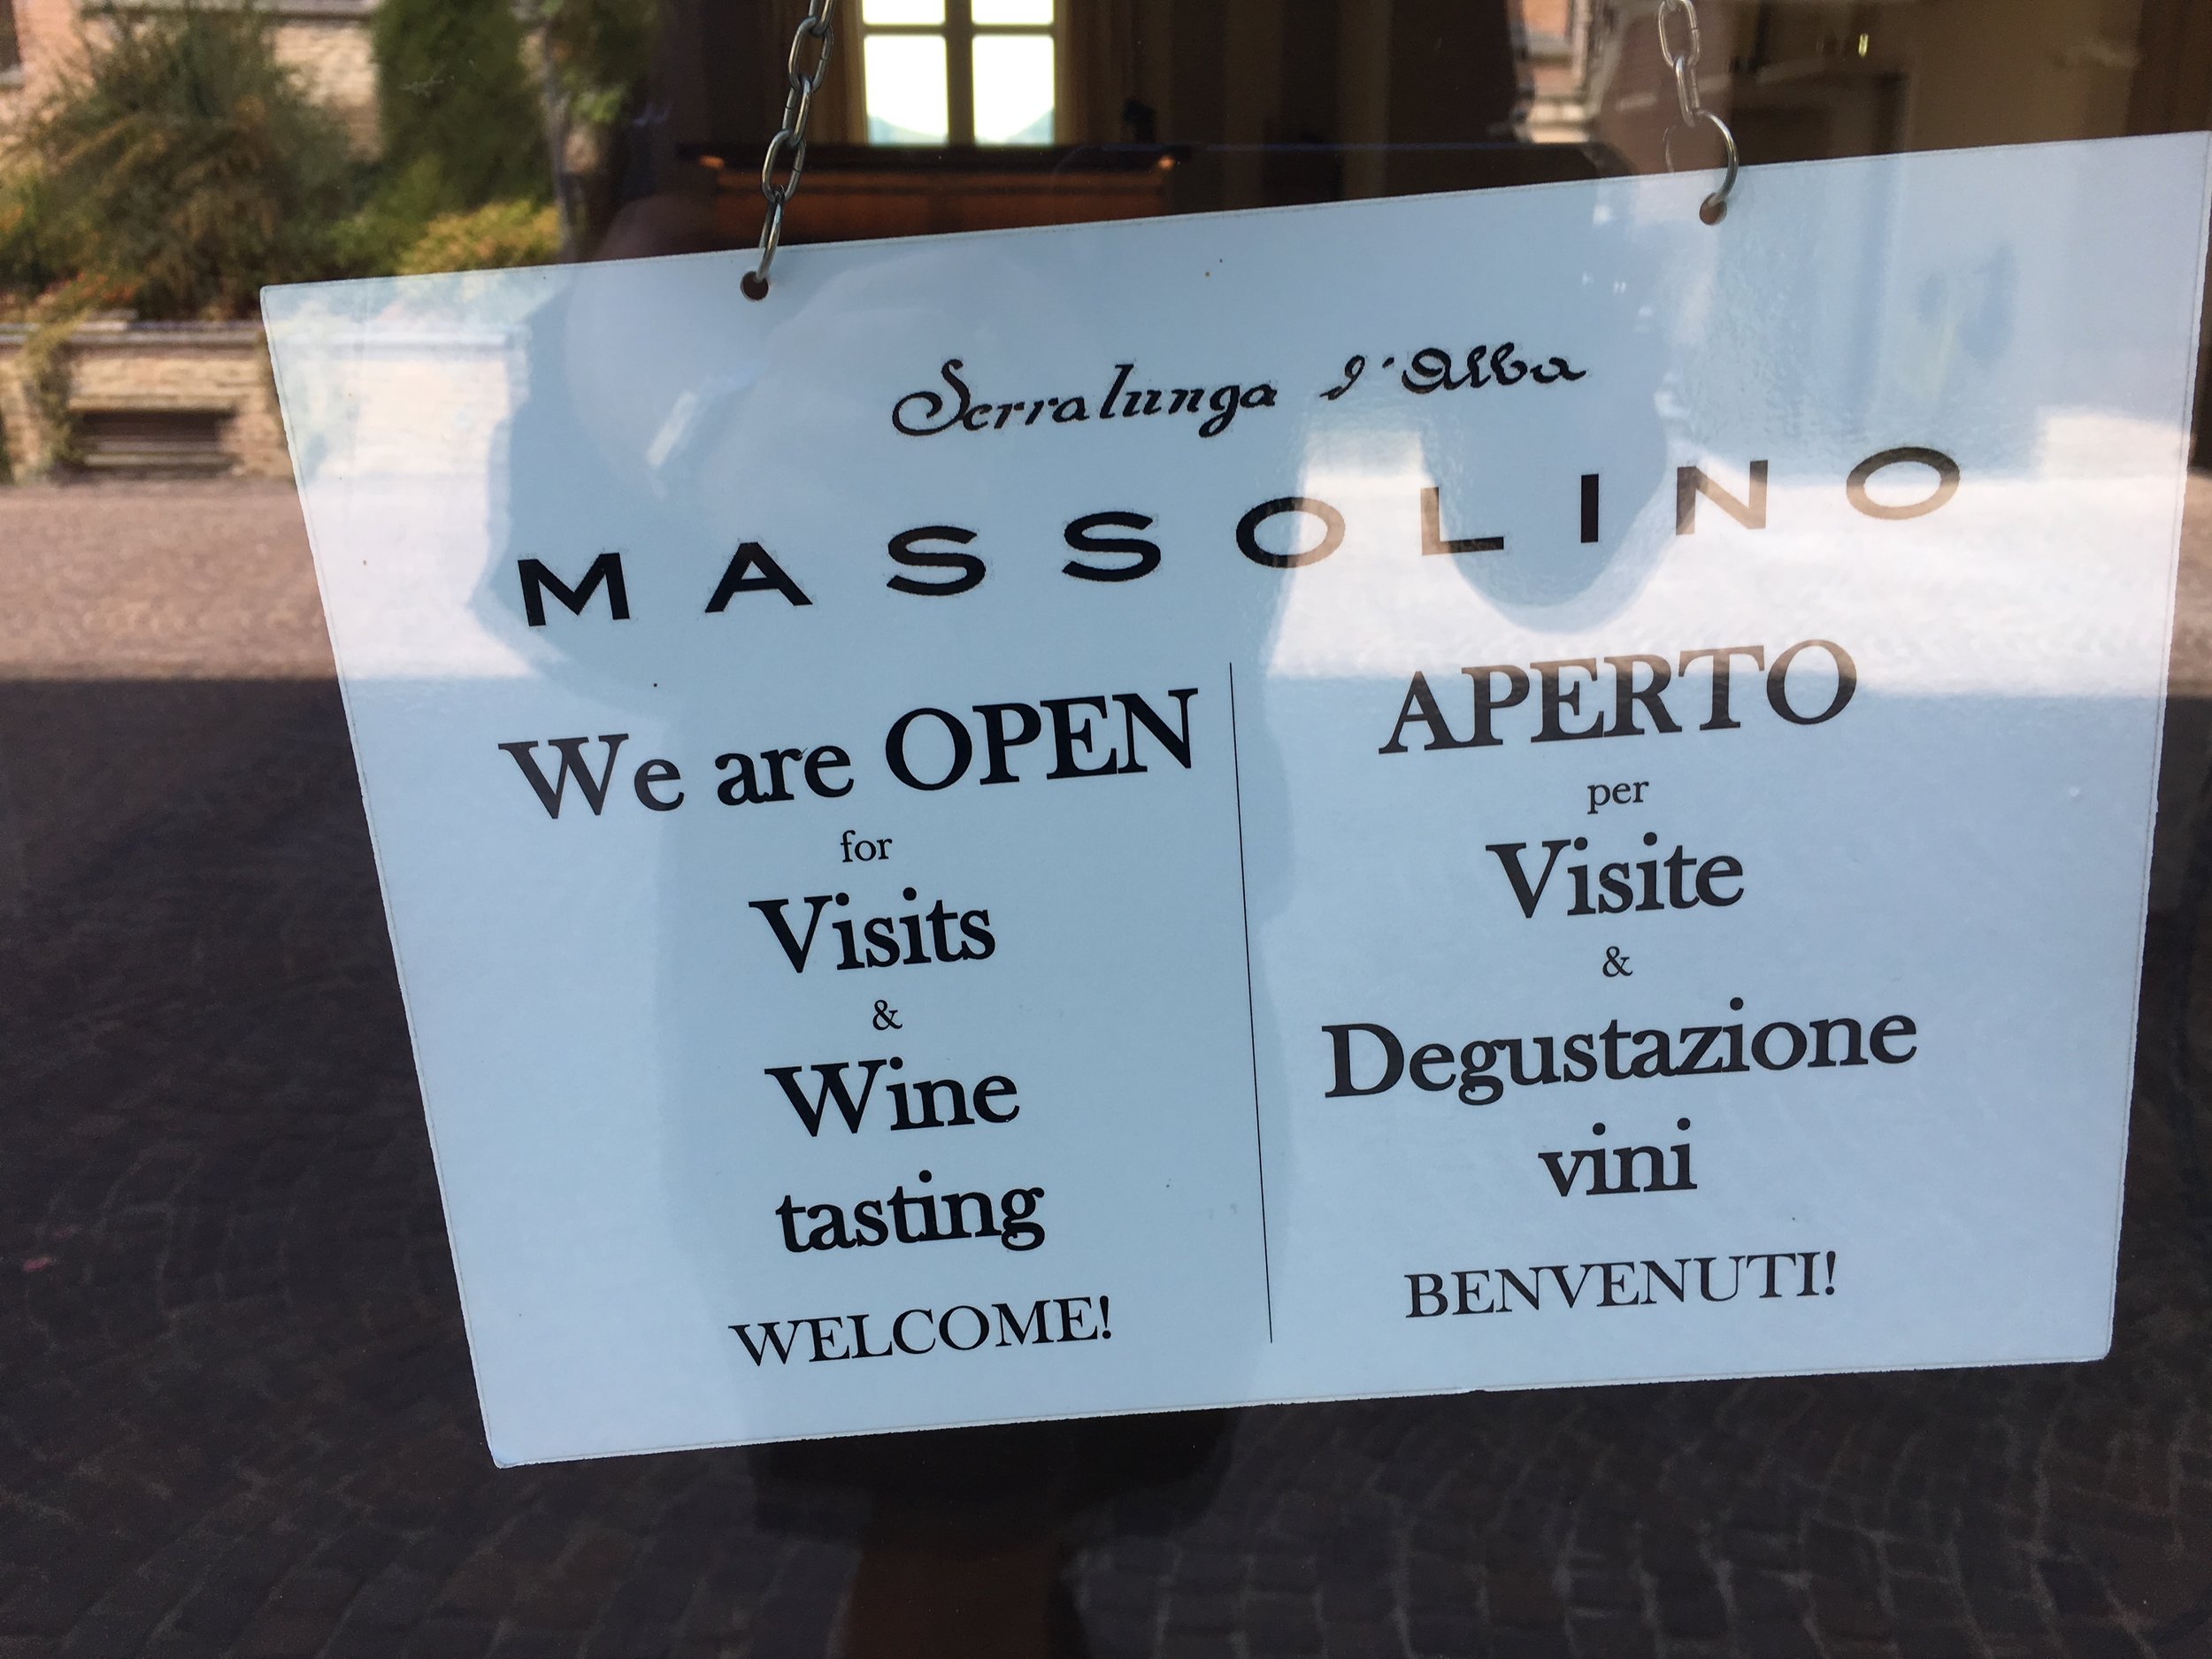 Serralunga d'Alba
MASSOLINO
We are OPEN
for
Visits
&
Wine
tasting
WELCOME!
APERTO
per
Visite
&
Degustazione
vini
BENVENUTI!